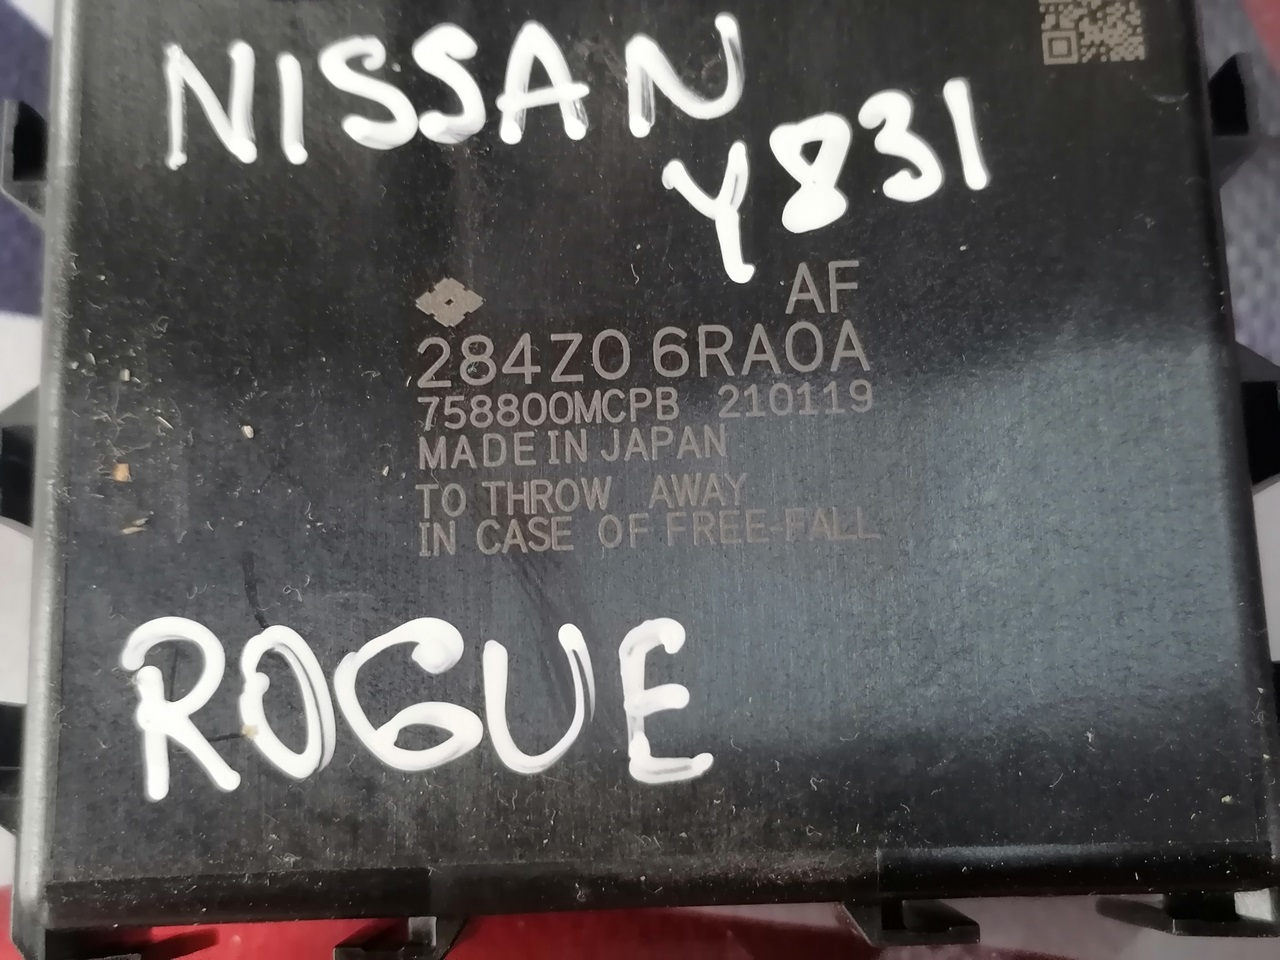 NISSAN
Y831
AF
284Z0 6RA0A
758800MCPB 210119
MADE IN JAPAN
TO THROW AWAY
IN CASE OF FREE-FALL
ROGUE